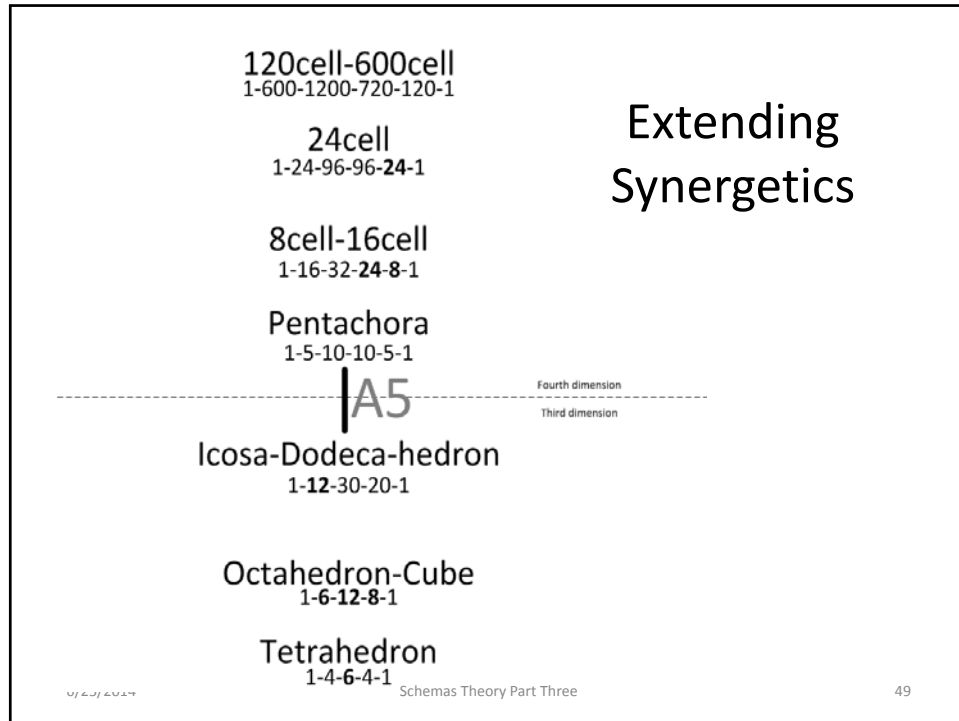 120cell-600cell
1-600-1200-720-120-1
24cell
1-24-96-96-24-1
8cell-16cell
1-16-32-24-8-1
Pentachora
1-5-10-10-5-1
Extending
Synergetics
A5
Fourth dimension
Third dimension
Icosa-Dodeca-hedron
1-12-30-20-1
Octahedron-Cube
1-6-12-8-1
Tetrahedron
1-4-6-4-1
Schemas Theory Part Three
49